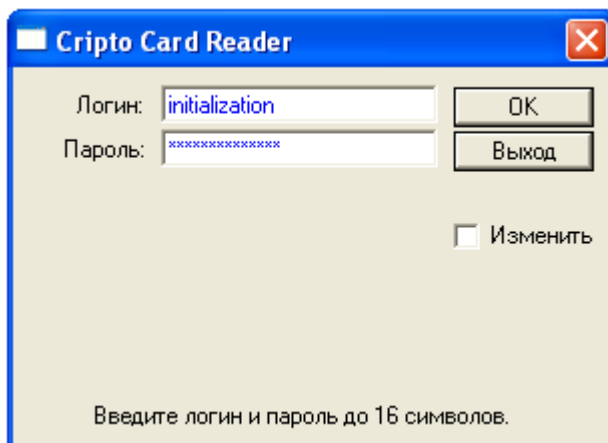 Cripto Card Reader
Логин: initialization OK
Пароль: ************** Выход
Изменить
Введите логин и пароль до 16 символов.